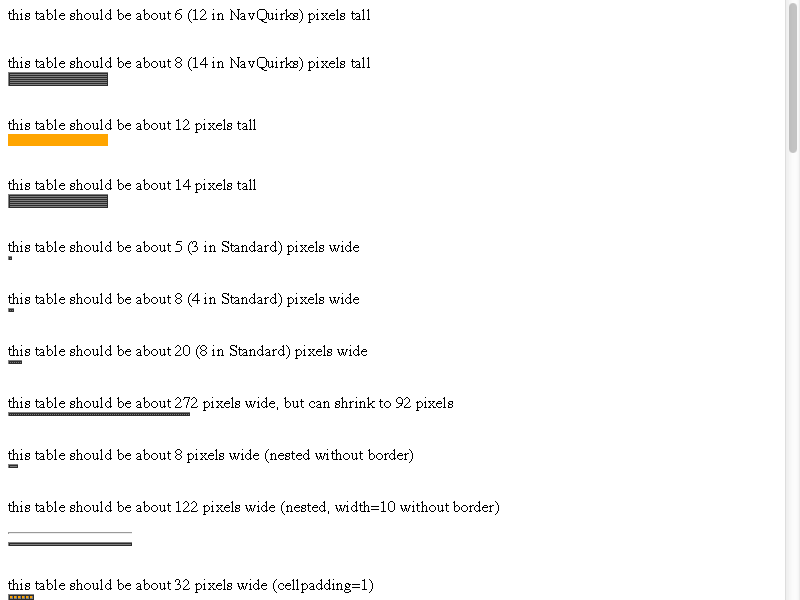 this table should be about 6 (12 in NavQuirks) pixels tall
this table should be about 8 (14 in NavQuirks) pixels tall
this table should be about 12 pixels tall
this table should be about 14 pixels tall
this table should be about 5 (3 in Standard) pixels wide
this table should be about 8 (4 in Standard) pixels wide
this table should be about 20 (8 in Standard) pixels wide
this table should be about 272 pixels wide, but can shrink to 92 pixels
this table should be about 8 pixels wide (nested without border)
this table should be about 122 pixels wide (nested, width=10 without border)
this table should be about 32 pixels wide (cellpadding=1)